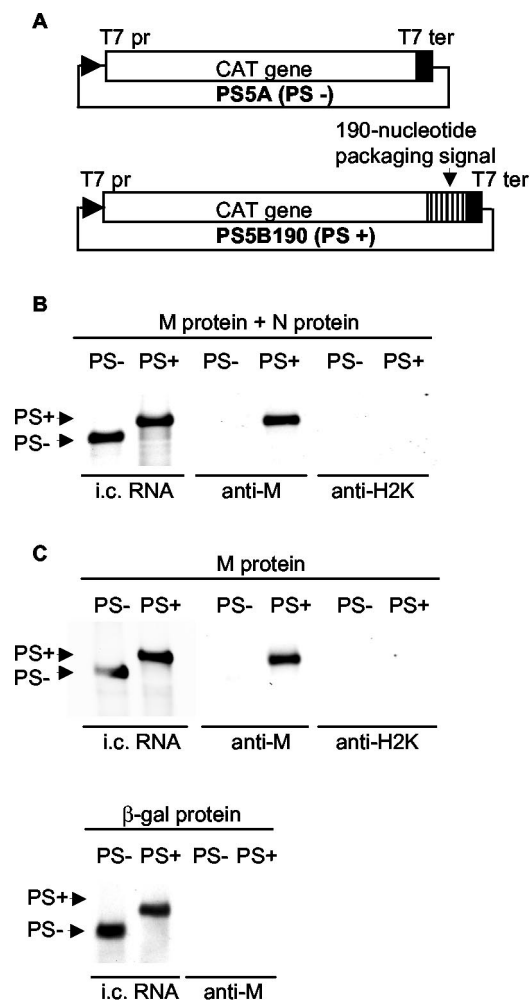 A
T7 pr T7 ter
CAT gene
PS5A (PS -)
190-nucleotide
packaging signal
T7 pr T7 ter
CAT gene
PS5B190 (PS +)
B
M protein + N protein
PS- PS+ PS- PS+ PS- PS+
PS+
PS-
i.c. RNA anti-M anti-H2K
C
M protein
PS- PS+ PS- PS+ PS- PS+
PS+
PS-
i.c. RNA anti-M anti-H2K
β-gal protein
PS- PS+ PS- PS+
PS+
PS-
i.c. RNA anti-M